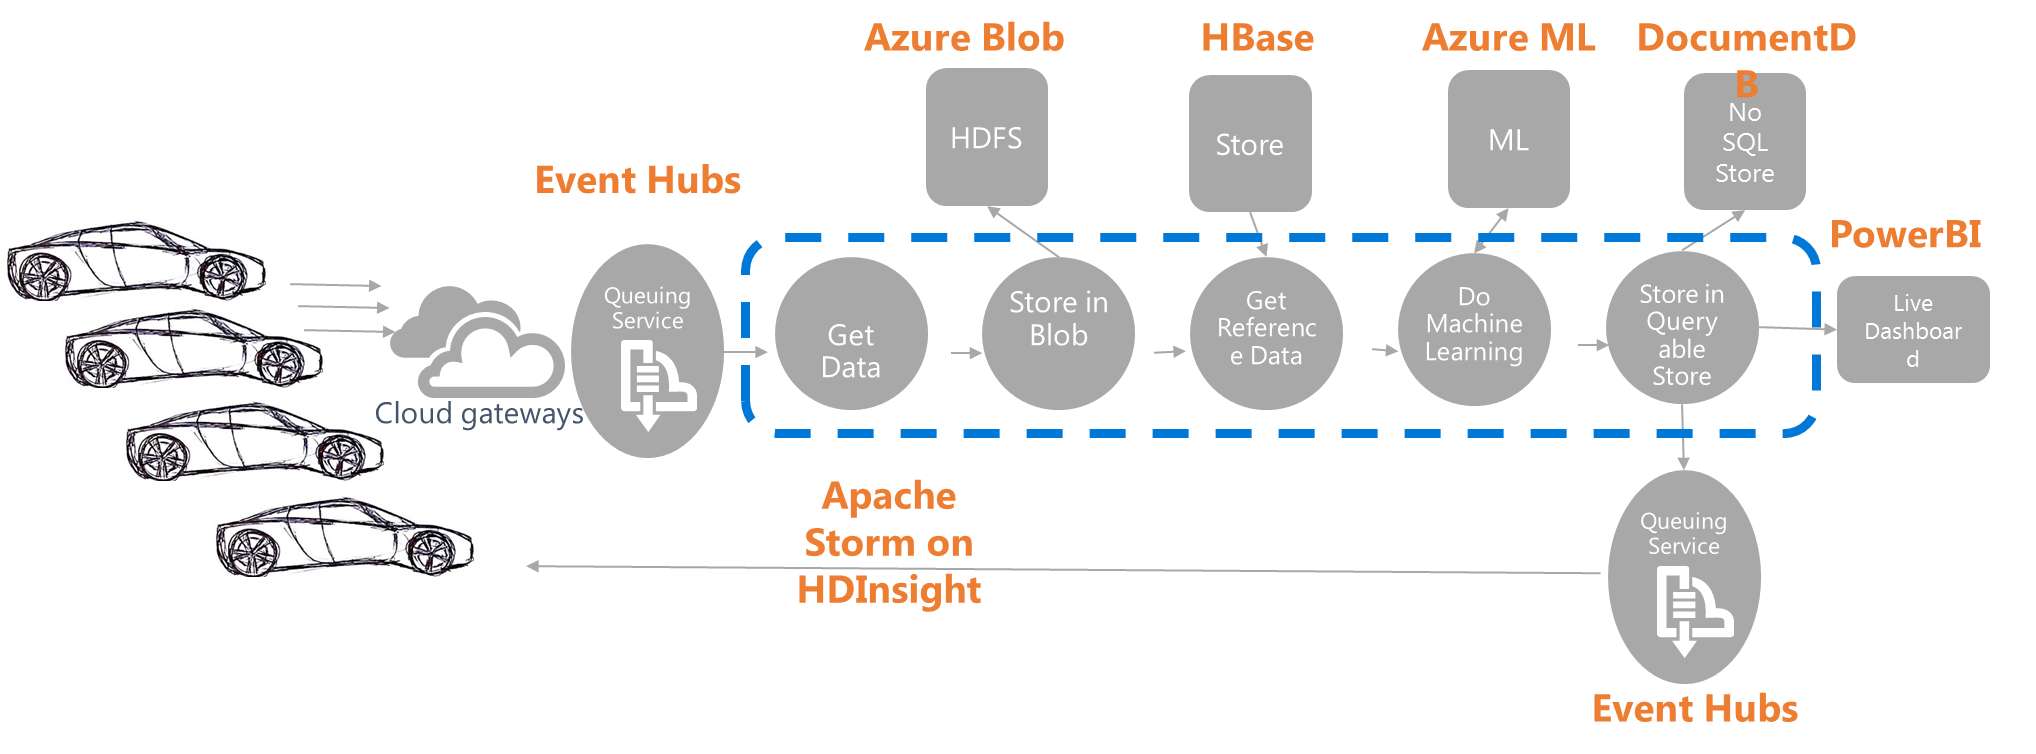 Azure Blob
HBase
Azure ML
DocumentD
B
HDFS
Store
ML
No
SQL
Store
Event Hubs
PowerBI
Queuing
Service
Get
Data
Store in
Blob
Get
Referenc
e Data
Do
Machine
Learning
Store in
Query
able
Store
Live
Dashboar
d
Cloud gateways
Apache
Storm on
HDInsight
Queuing
Service
Event Hubs